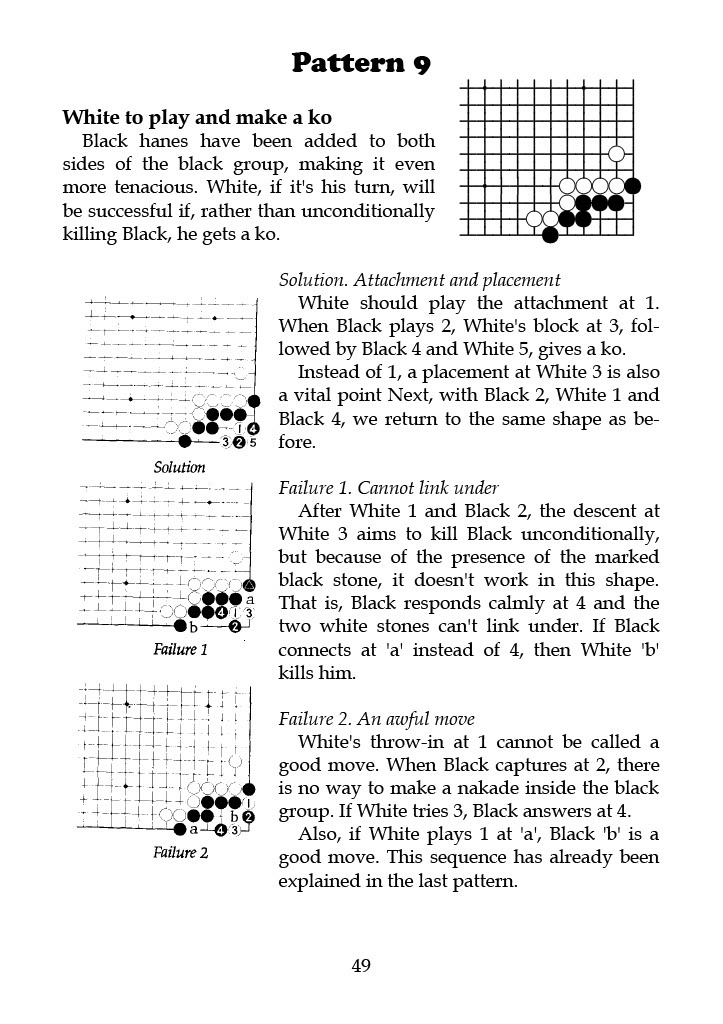 Pattern 9
White to play and make a ko
Black hanes have been added to both
sides of the black group, making it even
more tenacious. White, if it's his turn, will
be successful if, rather than unconditionally
killing Black, he gets a ko.
Solution. Attachment and placement
White should play the attachment at 1.
When Black plays 2, White's block at 3, fol-
lowed by Black 4 and White 5, gives a ko.
Instead of 1, a placement at White 3 is also
a vital point Next, with Black 2, White 1 and
Black 4, we return to the same shape as be-
fore.
1 4
3 2 5
Solution
Failure 1. Cannot link under
After White 1 and Black 2, the descent at
White 3 aims to kill Black unconditionally,
but because of the presence of the marked
black stone, it doesn't work in this shape.
That is, Black responds calmly at 4 and the
two white stones can't link under. If Black
connects at 'a' instead of 4, then White 'b'
kills him.
a
4 1 3
b 2
Failure 1
Failure 2. An awful move
White's throw-in at 1 cannot be called a
good move. When Black captures at 2, there
is no way to make a nakade inside the black
group. If White tries 3, Black answers at 4.
Also, if White plays 1 at 'a', Black 'b' is a
good move. This sequence has already been
explained in the last pattern.
1
b 2
a 4 3
Failure 2
49